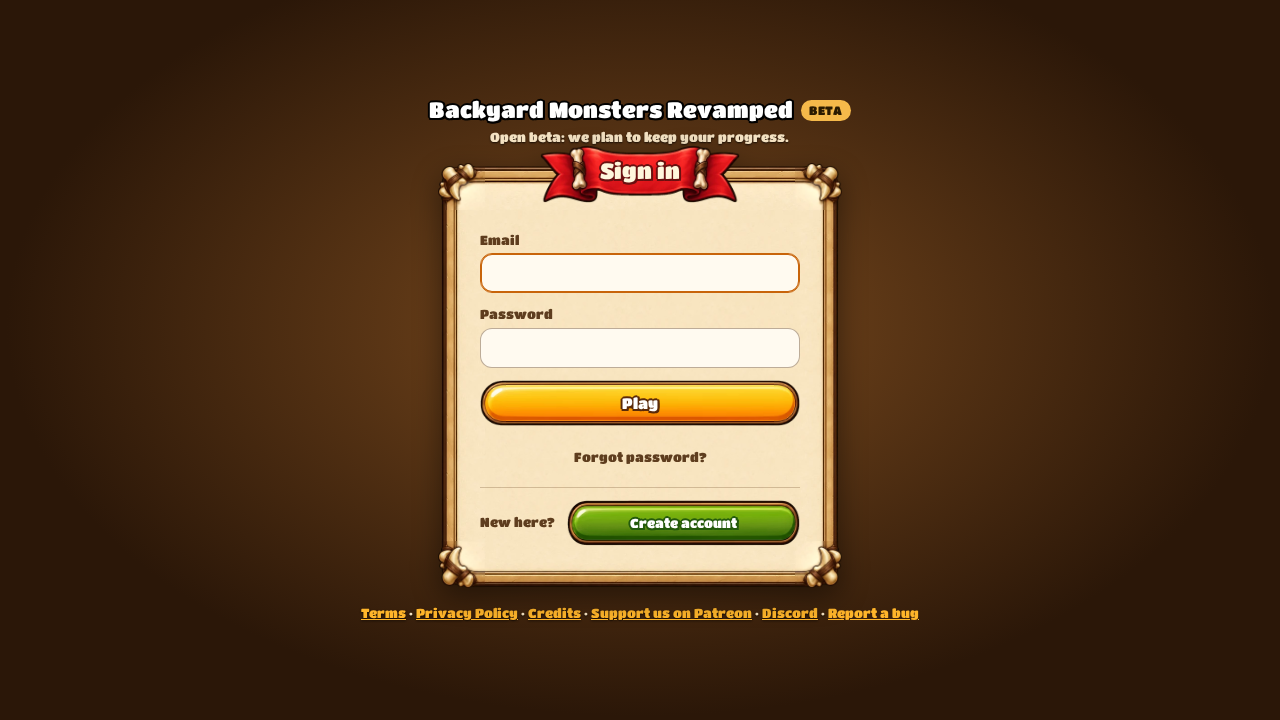 Backyard Monsters Revamped BETA
Open beta: we plan to keep your progress.
Sign in
Email
Password
Play
Forgot password?
New here? Create account
Terms · Privacy Policy · Credits · Support us on Patreon · Discord · Report a bug